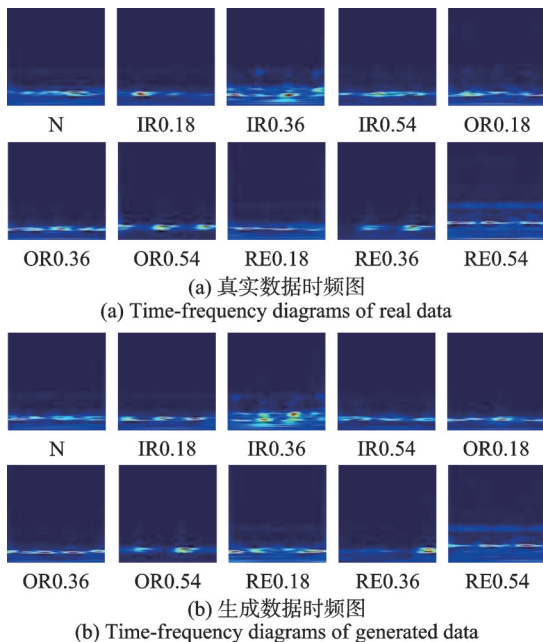 N IR0.18 IR0.36 IR0.54 OR0.18
OR0.36 OR0.54 RE0.18 RE0.36 RE0.54
(a) 真实数据时频图
(a) Time-frequency diagrams of real data
N IR0.18 IR0.36 IR0.54 OR0.18
OR0.36 OR0.54 RE0.18 RE0.36 RE0.54
(b) 生成数据时频图
(b) Time-frequency diagrams of generated data